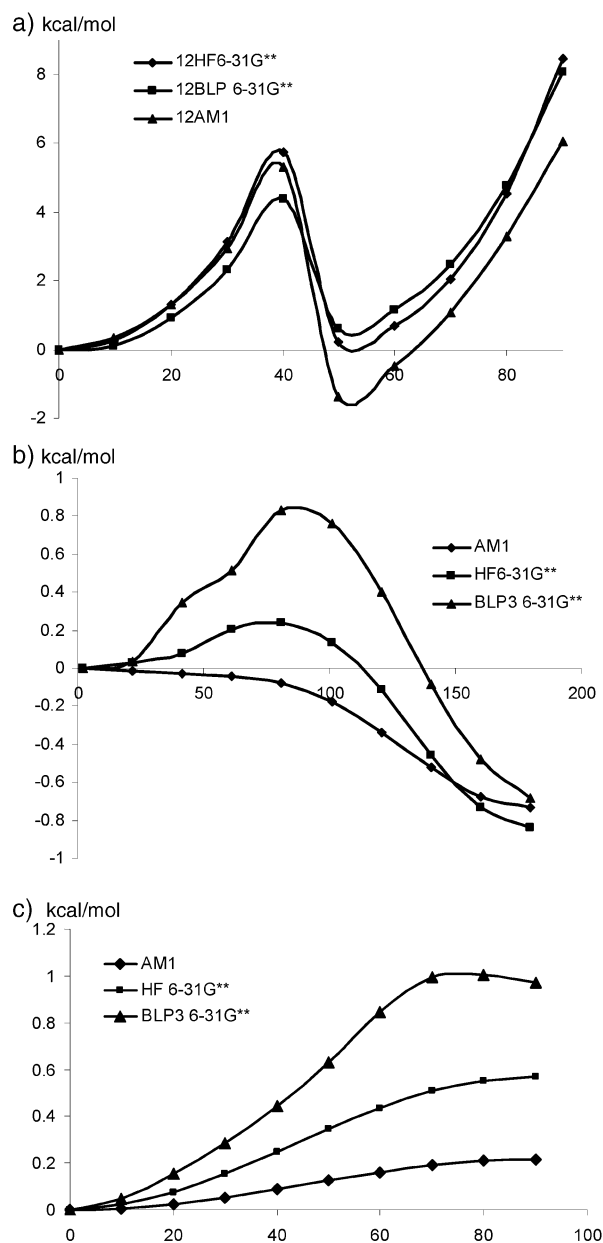 a) kcal/mol
8
12HF6-31G**
12BLP 6-31G**
12AM1
6
4
2
0
0 20 40 60 80
-2
b) kcal/mol
1
0.8
AM1
0.6
HF6-31G**
0.4
BLP3 6-31G**
0.2
0
0 50 100 150 200
-0.2
-0.4
-0.6
-0.8
-1
c) kcal/mol
1.2
AM1
1
HF 6-31G**
BLP3 6-31G**
0.8
0.6
0.4
0.2
0
0 20 40 60 80 100